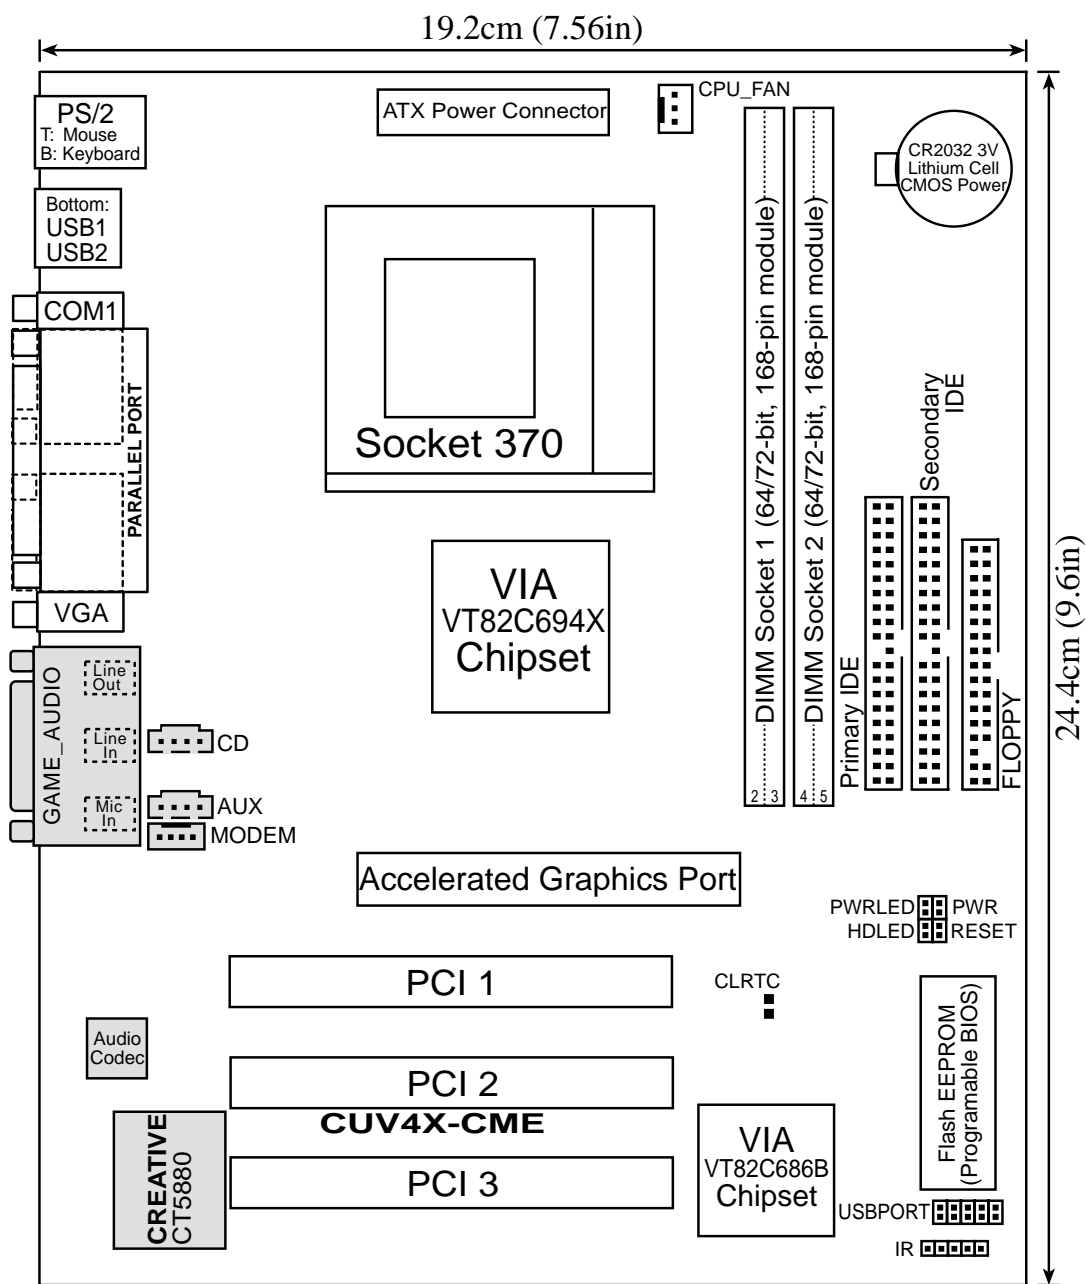 19.2cm (7.56in)
PS/2
T: Mouse
B: Keyboard
ATX Power Connector
CPU_FAN
CR2032 3V
Lithium Cell
CMOS Power
Bottom:
USB1
USB2
COM1
PARALLEL PORT
VGA
Socket 370
DIMM Socket 1 (64/72-bit, 168-pin module)
2 3
DIMM Socket 2 (64/72-bit, 168-pin module)
4 5
Primary IDE
Secondary
IDE
FLOPPY
24.4cm (9.6in)
VIA
VT82C694X
Chipset
GAME_AUDIO
Line
Out
Line
In
Mic
In
CD
AUX
MODEM
Accelerated Graphics Port
PWRLED
PWR
HDLED
RESET
PCI 1
CLRTC
Audio
Codec
PCI 2
CUV4X-CME
CREATIVE
CT5880
PCI 3
VIA
VT82C686B
Chipset
Flash EEPROM
(Programable BIOS)
USBPORT
IR